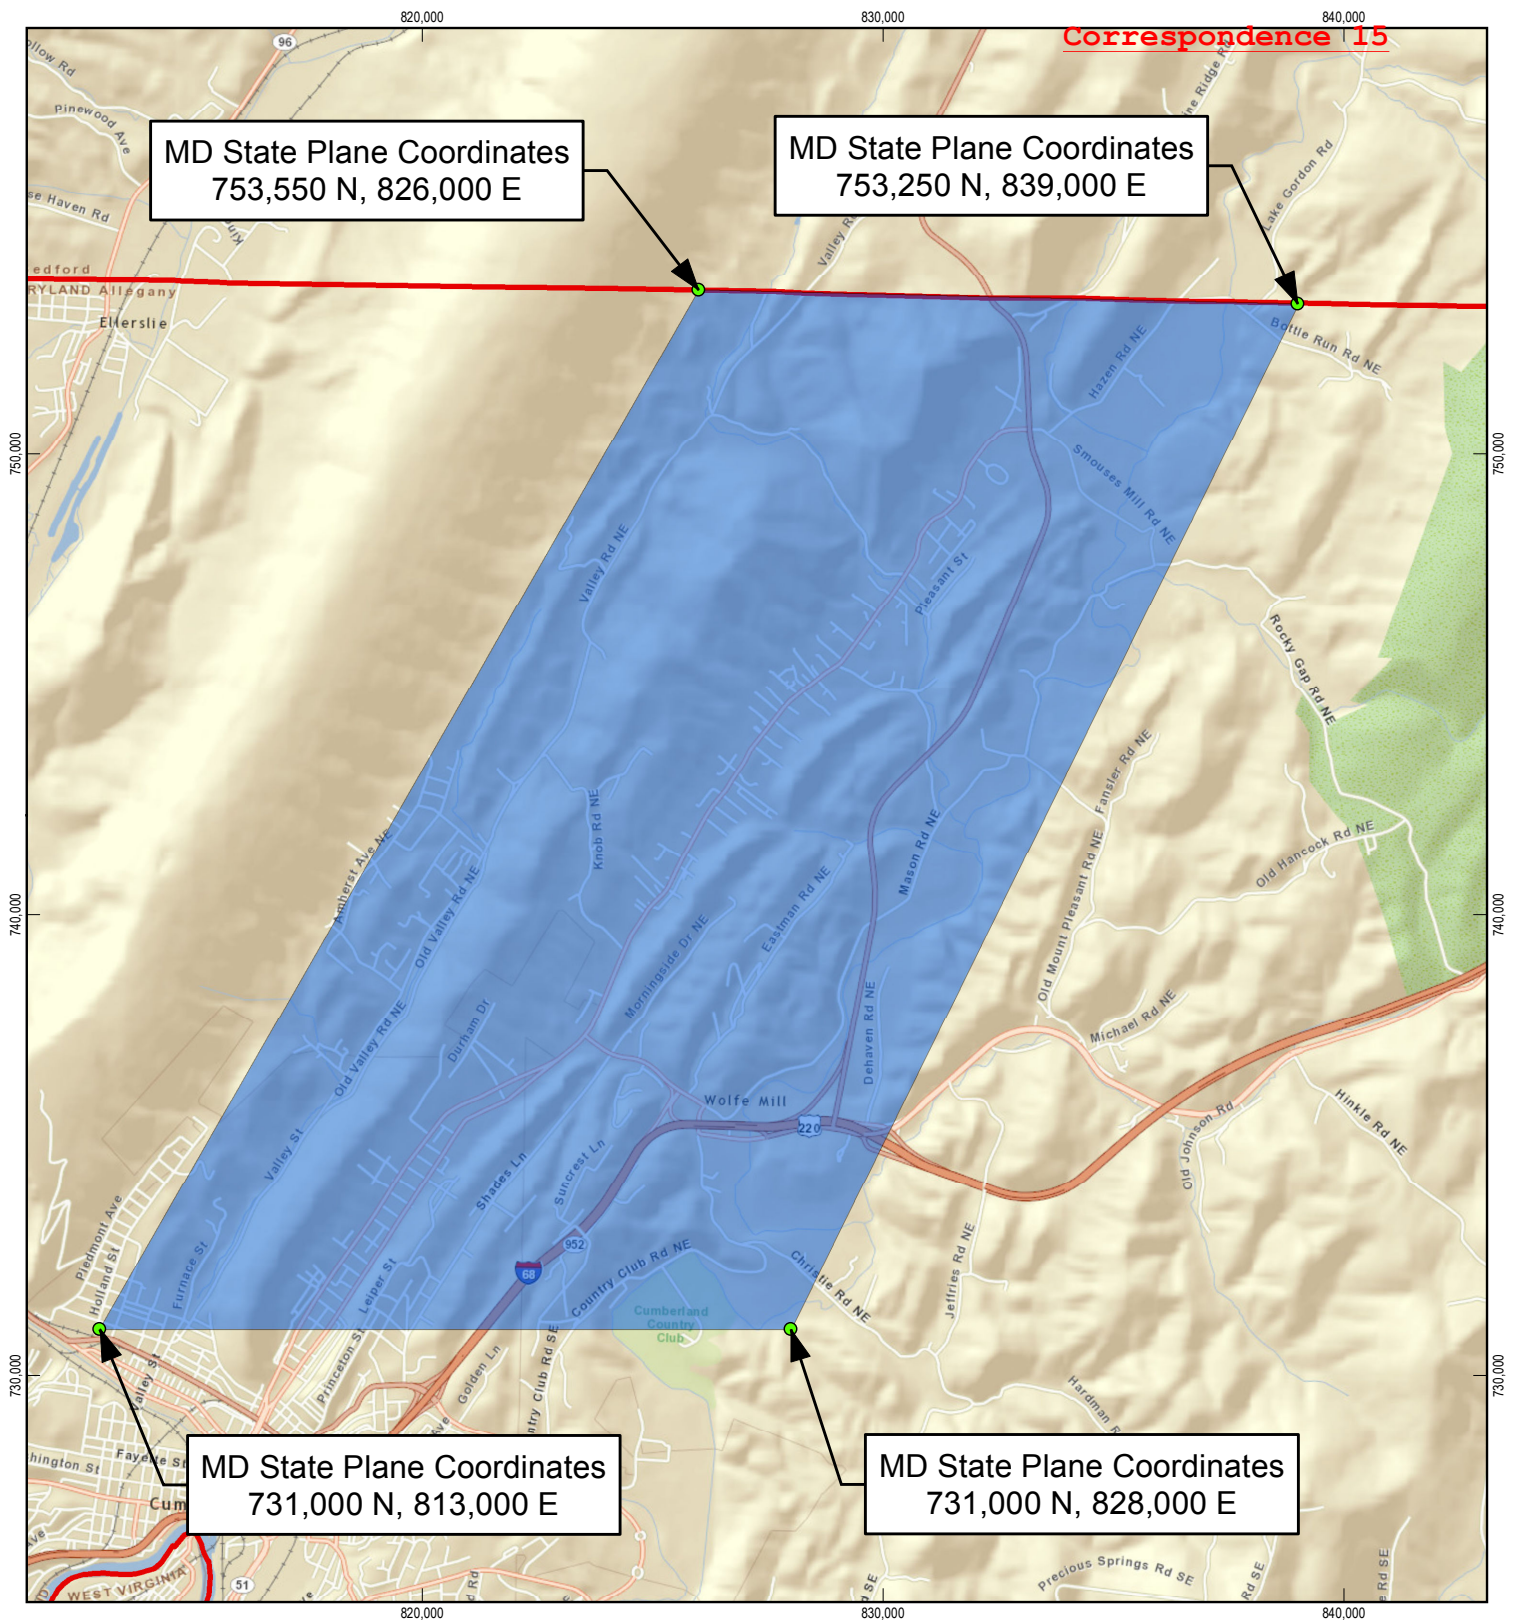 820,000
830,000
840,000
Correspondence 15
96
Pinewood Ave
MD State Plane Coordinates
753,550 N, 826,000 E
MD State Plane Coordinates
753,250 N, 839,000 E
Lake Gordon Rd
Ellerslie
Bottle Run Rd NE
Hazen Rd NE
750,000
750,000
Smouses Mill Rd NE
Valley Rd NE
Pleasant St
Rocky Gap Rd NE
Fansler Rd NE
Knob Rd NE
Mason Rd NE
Amherst Ave NE
Old Hancock Rd NE
Old Valley Rd NE
Eastman Rd NE
Morningside Dr NE
Old Mount Pleasant Rd NE
740,000
740,000
Durham Dr
Old Valley Rd NE
Dehaven Rd NE
Michael Rd NE
Wolfe Mill
220
Hinkle Rd NE
Old Johnson Rd
Valley St
Shades Ln
Suncrest Ln
Piedmont Ave
Holland St
Furnace St
Leiper St
952
68
Country Club Rd NE
Christie Rd NE
Jeffries Rd NE
Cumberland
Country
Club
730,000
730,000
Valley St
Princeton St
Golden Ln
MD State Plane Coordinates
731,000 N, 813,000 E
MD State Plane Coordinates
731,000 N, 828,000 E
Fayette St
WEST VIRGINIA
51
Precious Springs Rd SE
820,000
830,000
840,000